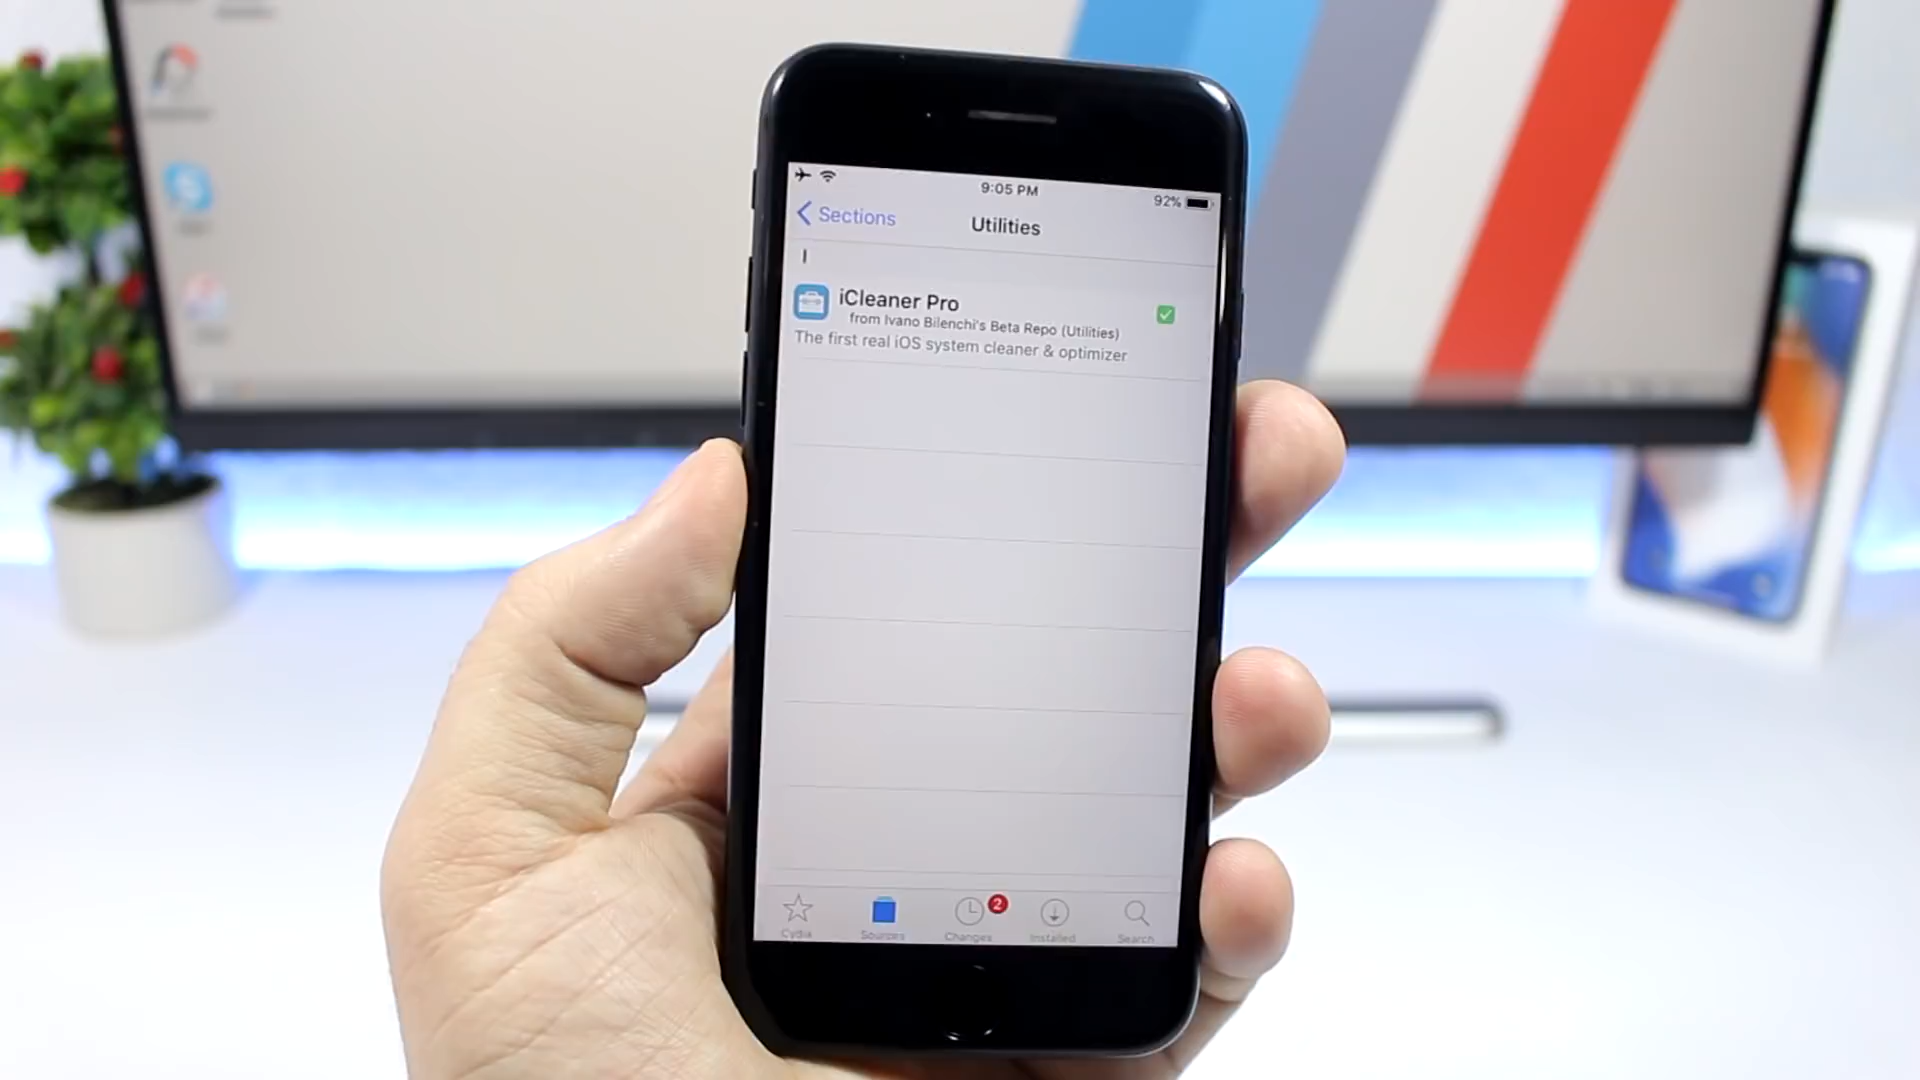 9:05 PM
92%
Sections
Utilities
I
iCleaner Pro
from Ivano Bilenchi's Beta Repo (Utilities)
The first real iOS system cleaner & optimizer
2
Cydia
Sources
Changes
Installed
Search